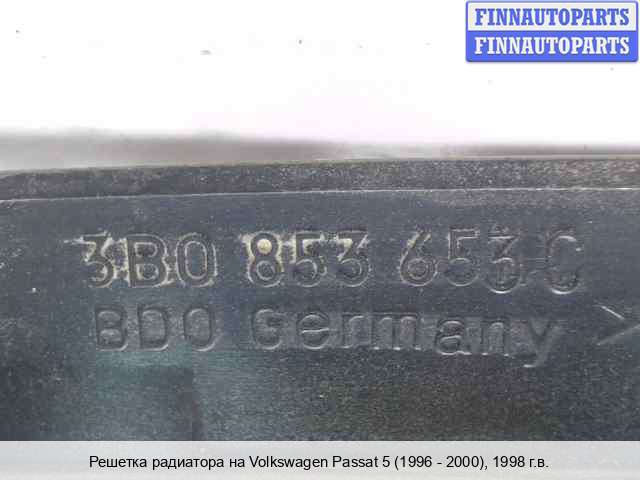 FINNAUTOPARTS
FINNAUTOPARTS
3B0 853 653 C
BDO Germany >
Решетка радиатора на Volkswagen Passat 5 (1996 - 2000), 1998 г.в.